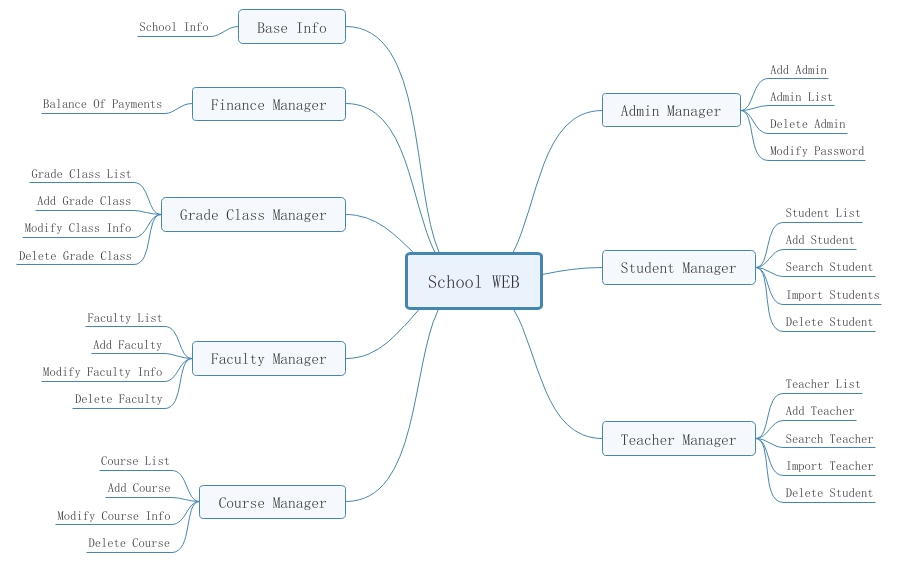 School WEB
Base Info
School Info
Finance Manager
Balance Of Payments
Grade Class Manager
Grade Class List
Add Grade Class
Modify Class Info
Delete Grade Class
Faculty Manager
Faculty List
Add Faculty
Modify Faculty Info
Delete Faculty
Course Manager
Course List
Add Course
Modify Course Info
Delete Course
Admin Manager
Add Admin
Admin List
Delete Admin
Modify Password
Student Manager
Student List
Add Student
Search Student
Import Students
Delete Student
Teacher Manager
Teacher List
Add Teacher
Search Teacher
Import Teacher
Delete Student